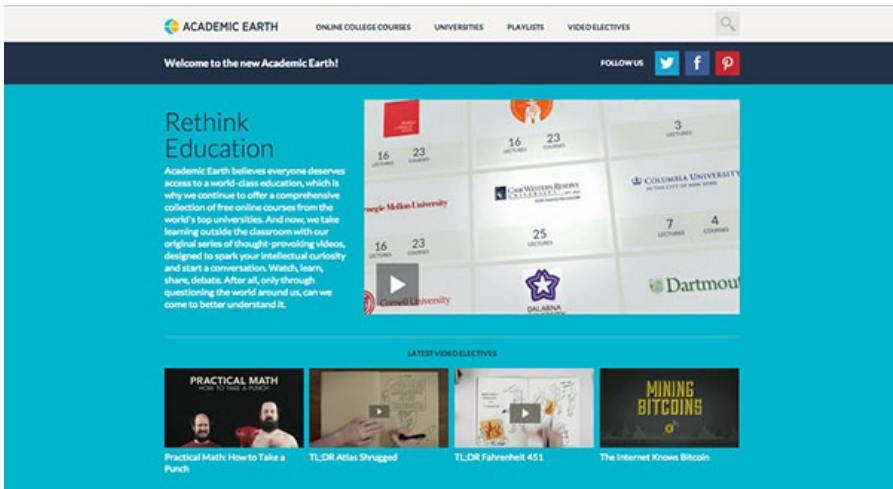 ACADEMIC EARTH
ONLINE COLLEGE COURSES
UNIVERSITIES
PLAYLISTS
VIDEO ELECTIVES
Welcome to the new Academic Earth!
FOLLOW US
Rethink
Education
Academic Earth believes everyone deserves
access to a world-class education, which is
why we continue to offer a comprehensive
collection of free online courses from the
world's top universities. And now, we take
learning outside the classroom with our
original series of thought-provoking videos,
designed to spark your intellectual curiosity
and start a conversation. Watch, learn,
share, debate. After all, only through
questioning the world around us, can we
come to better understand it.
16 23
LECTURES COURSES
16 23
LECTURES COURSES
3
LECTURES
negie Mellon University
CASE WESTERN RESERVE
UNIVERSITY
COLUMBIA UNIVERSITY
IN THE CITY OF NEW YORK
16 23
LECTURES COURSES
25
LECTURES
7 4
LECTURES COURSES
Cornell University
DALARNA
Dartmout
LATEST VIDEO ELECTIVES
PRACTICAL MATH
HOW TO TAKE A PUNCH
MINING
BITCOINS
Practical Math: How to Take a
Punch
TL;DR Atlas Shrugged
TL;DR Fahrenheit 451
The Internet Knows Bitcoin